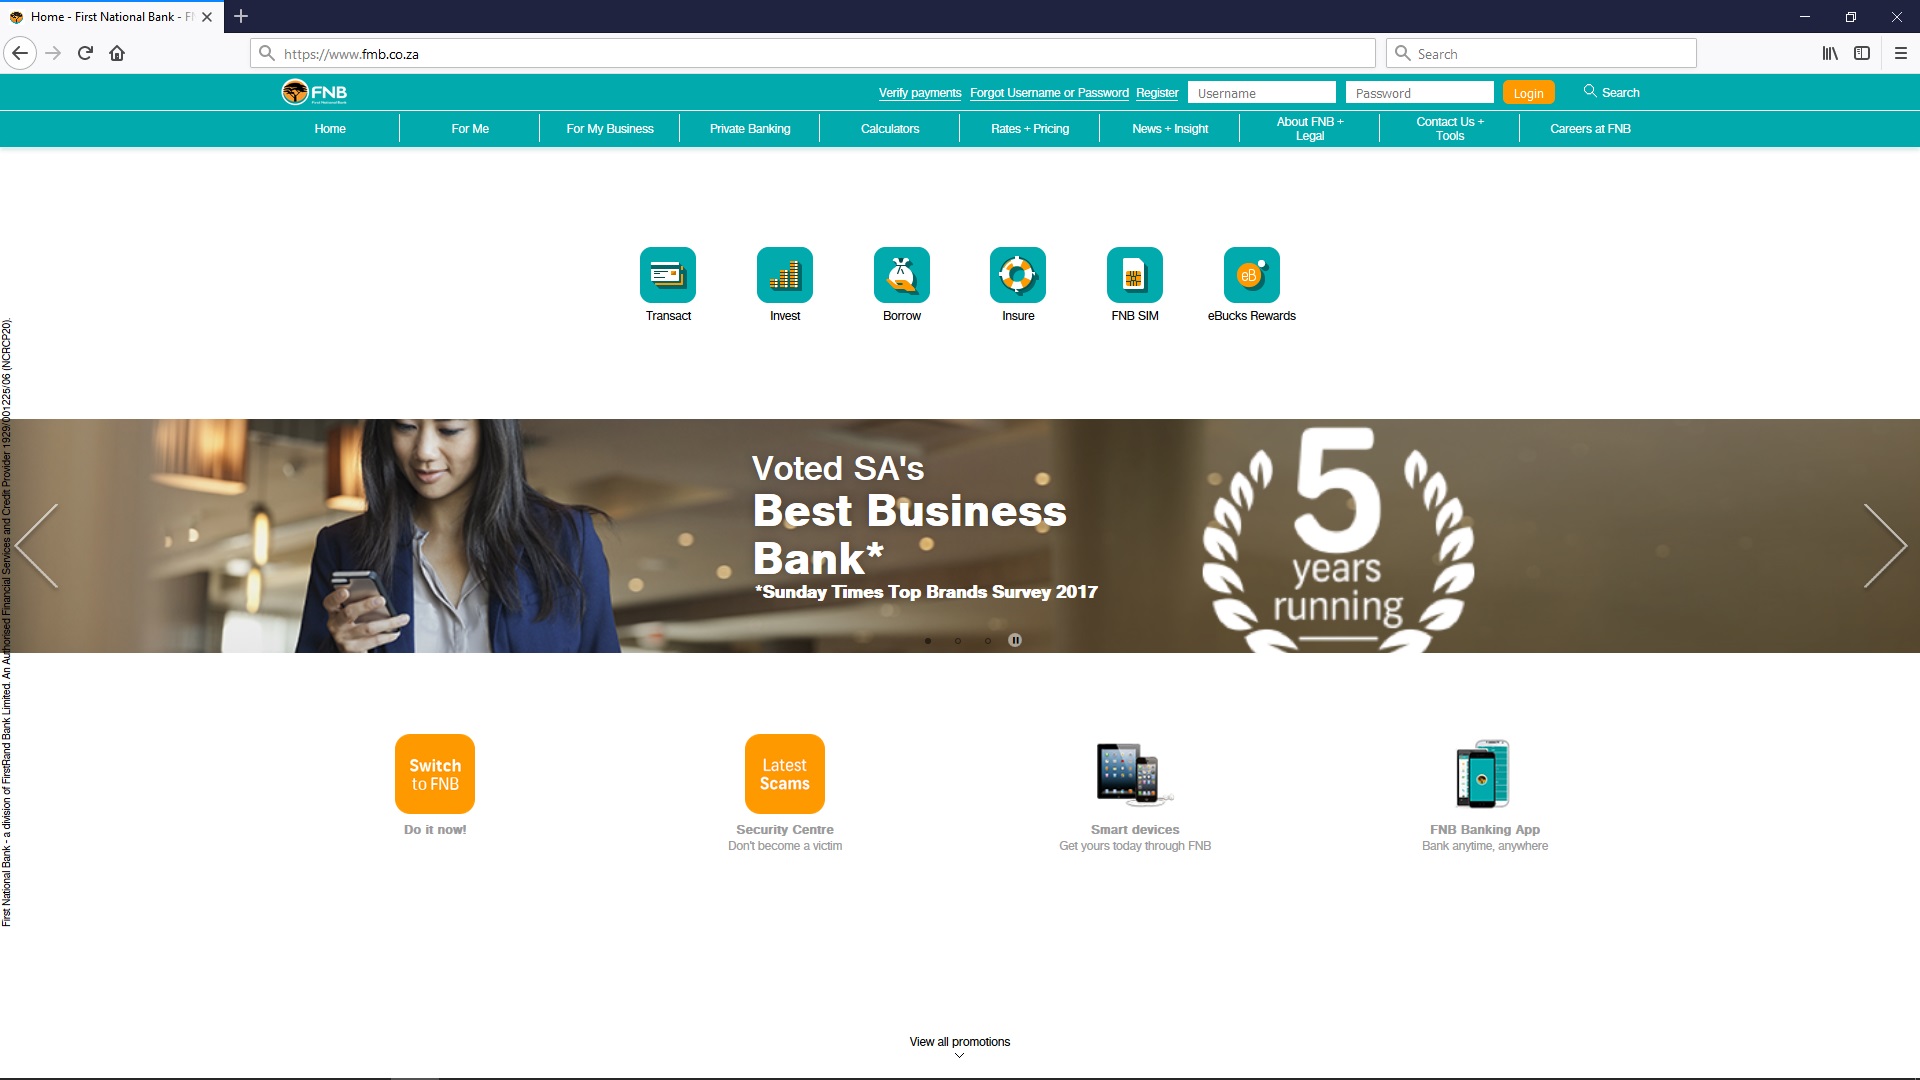 Home - First National Bank - F
https://www.fmb.co.za
Search
FNB
First National Bank
Verify payments
Forgot Username or Password
Register
Username
Password
Login
Search
Home
For Me
For My Business
Private Banking
Calculators
Rates + Pricing
News + Insight
About FNB +
Legal
Contact Us +
Tools
Careers at FNB
Transact
Invest
Borrow
Insure
FNB SIM
eB
eBucks Rewards
First National Bank - a division of FirstRand Bank Limited. An Authorised Financial Services and Credit Provider 1929/001225/06 (NCRCP20).
Voted SA's
Best Business
Bank*
*Sunday Times Top Brands Survey 2017
5
years
running
Switch
to FNB
Do it now!
Latest
Scams
Security Centre
Don't become a victim
Smart devices
Get yours today through FNB
FNB Banking App
Bank anytime, anywhere
View all promotions